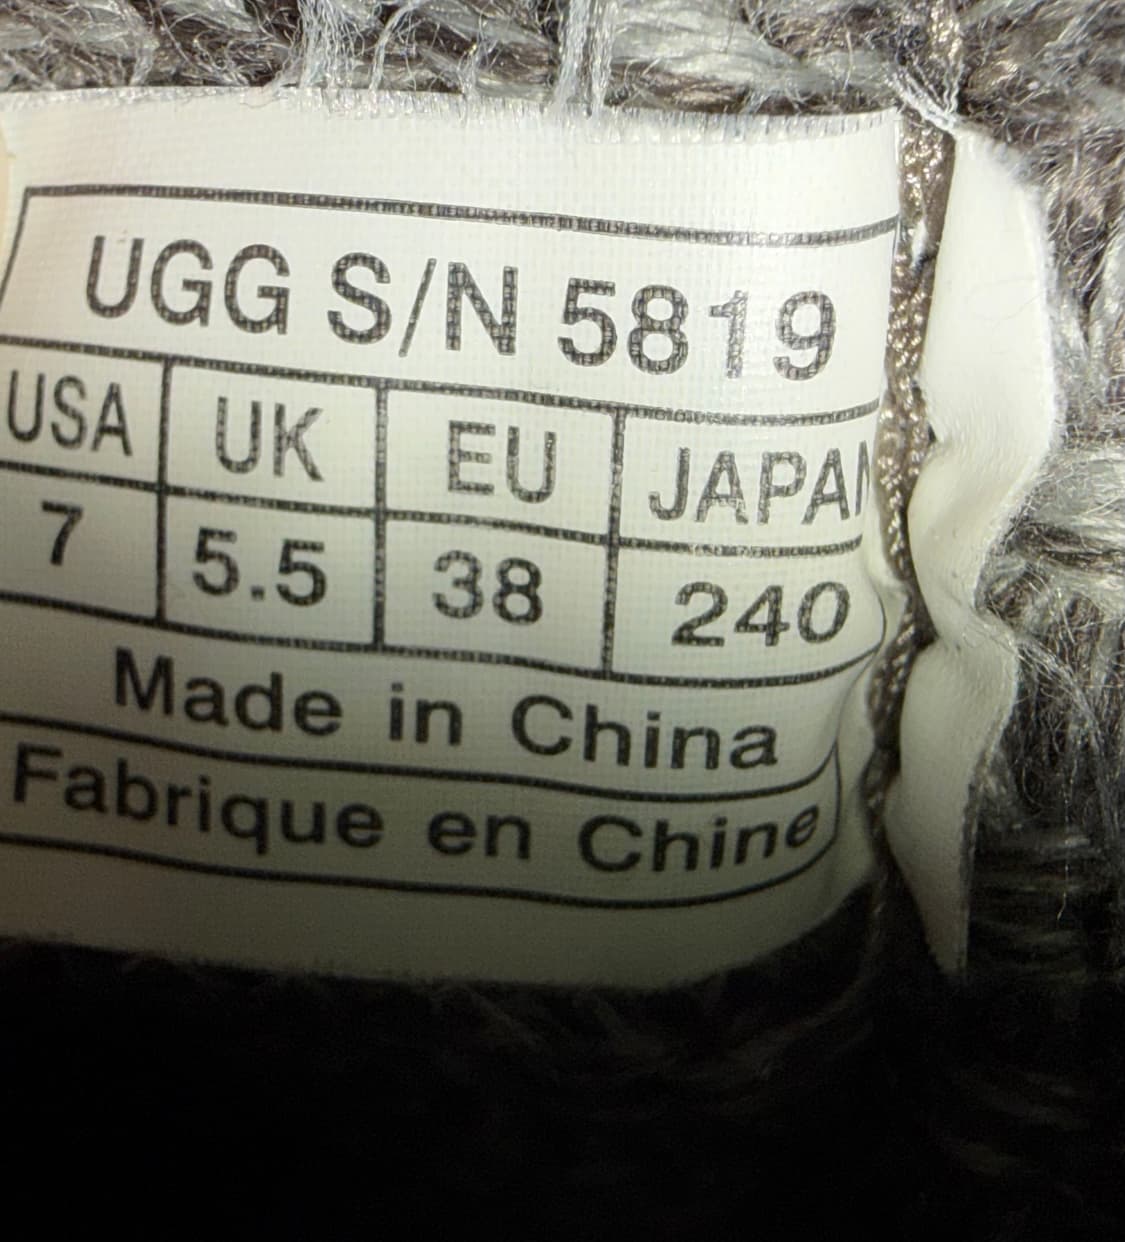 UGG S/N 5819
USA UK EU JAPAN
7 5.5 38 240
Made in China
Fabrique en Chine